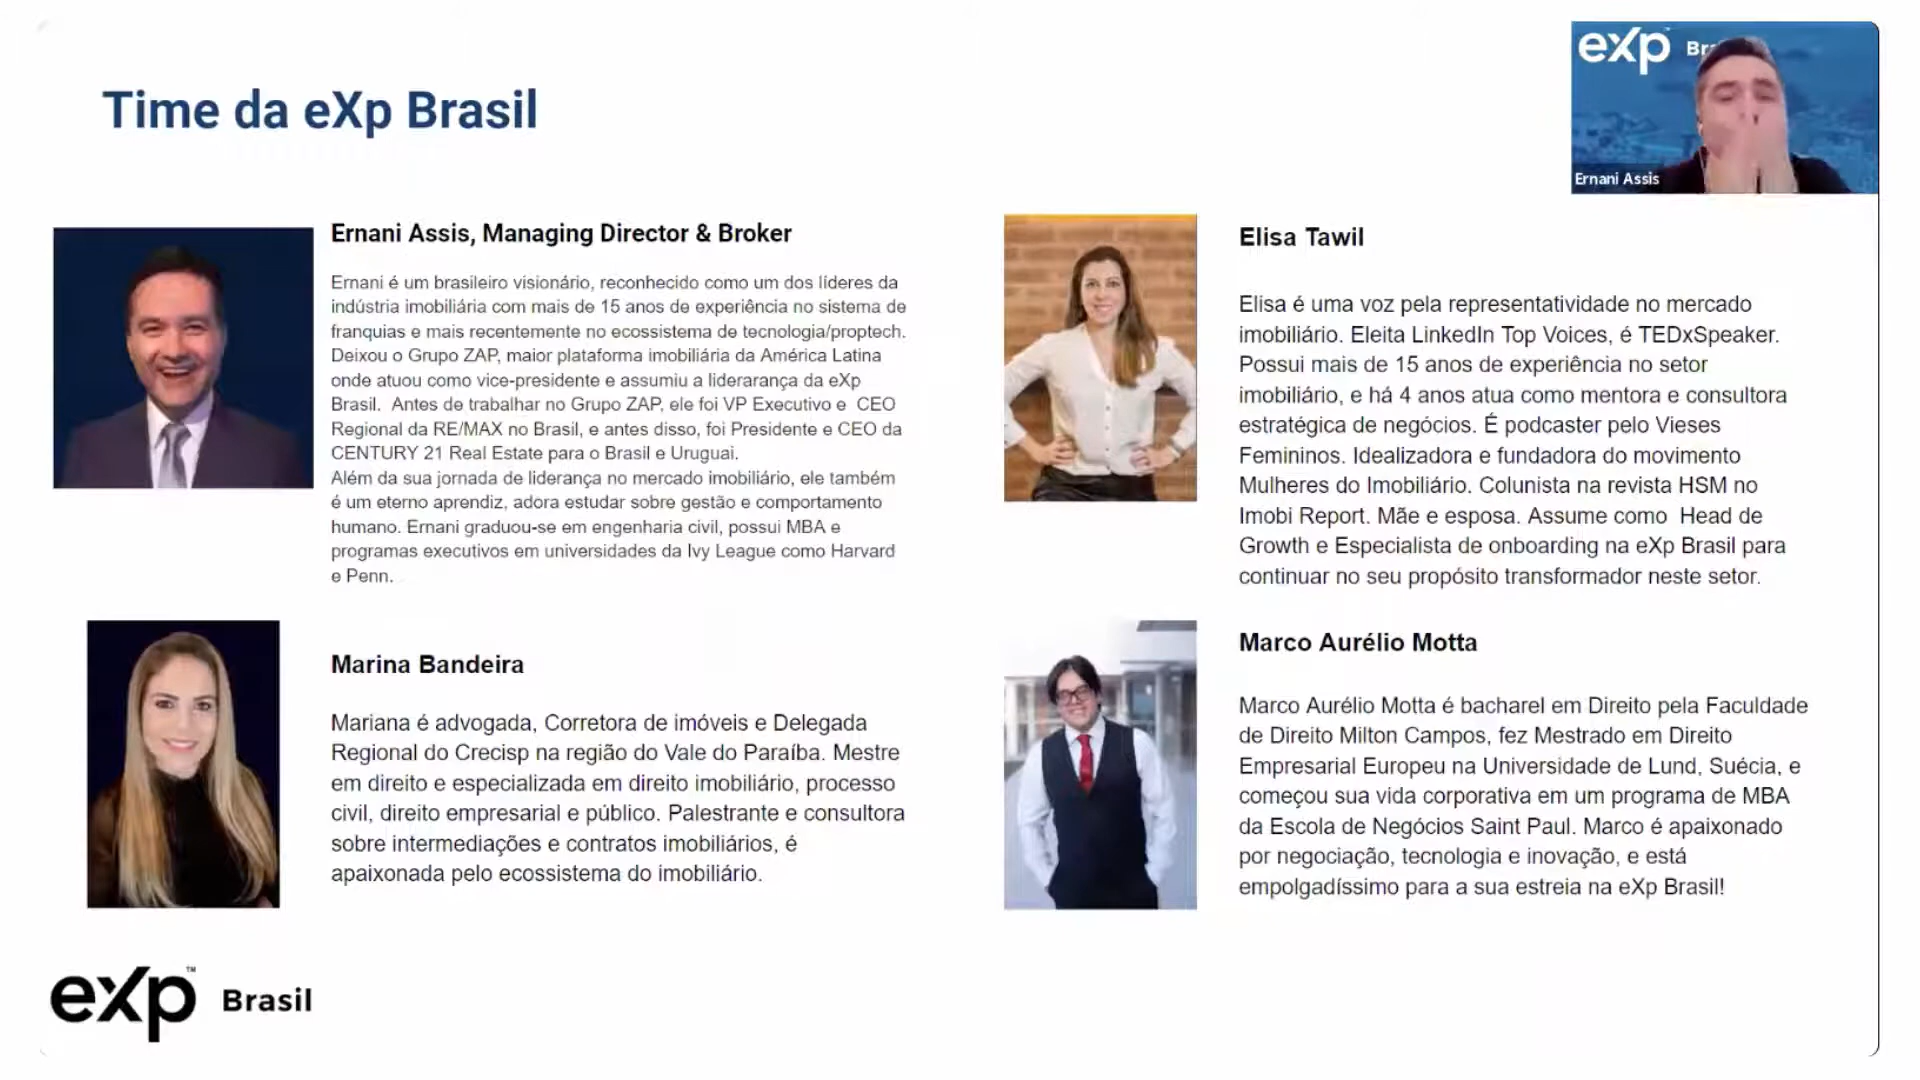 Time da eXp Brasil
exp Br
Ernani Assis
Ernani Assis, Managing Director & Broker
Ernani é um brasileiro visionário, reconhecido como um dos líderes da
indústria imobiliária com mais de 15 anos de experiência no sistema de
franquias e mais recentemente no ecossistema de tecnologia/proptech.
Deixou o Grupo ZAP, maior plataforma imobiliária da América Latina
onde atuou como vice-presidente e assumiu a liderarança da eXp
Brasil. Antes de trabalhar no Grupo ZAP, ele foi VP Executivo e CEO
Regional da RE/MAX no Brasil, e antes disso, foi Presidente e CEO da
CENTURY 21 Real Estate para o Brasil e Uruguai.
Além da sua jornada de liderança no mercado imobiliário, ele também
é um eterno aprendiz, adora estudar sobre gestão e comportamento
humano. Ernani graduou-se em engenharia civil, possui MBA e
programas executivos em universidades da Ivy League como Harvard
e Penn.
Elisa Tawil
Elisa é uma voz pela representatividade no mercado
imobiliário. Eleita LinkedIn Top Voices, é TEDxSpeaker.
Possui mais de 15 anos de experiência no setor
imobiliário, e há 4 anos atua como mentora e consultora
estratégica de negócios. É podcaster pelo Vieses
Femininos. Idealizadora e fundadora do movimento
Mulheres do Imobiliário. Colunista na revista HSM no
Imobi Report. Mãe e esposa. Assume como Head de
Growth e Especialista de onboarding na eXp Brasil para
continuar no seu propósito transformador neste setor.
Marina Bandeira
Mariana é advogada, Corretora de imóveis e Delegada
Regional do Crecisp na região do Vale do Paraíba. Mestre
em direito e especializada em direito imobiliário, processo
civil, direito empresarial e público. Palestrante e consultora
sobre intermediações e contratos imobiliários, é
apaixonada pelo ecossistema do imobiliário.
Marco Aurélio Motta
Marco Aurélio Motta é bacharel em Direito pela Faculdade
de Direito Milton Campos, fez Mestrado em Direito
Empresarial Europeu na Universidade de Lund, Suécia, e
começou sua vida corporativa em um programa de MBA
da Escola de Negócios Saint Paul. Marco é apaixonado
por negociação, tecnologia e inovação, e está
empolgadíssimo para a sua estreia na eXp Brasil!
exp™ Brasil